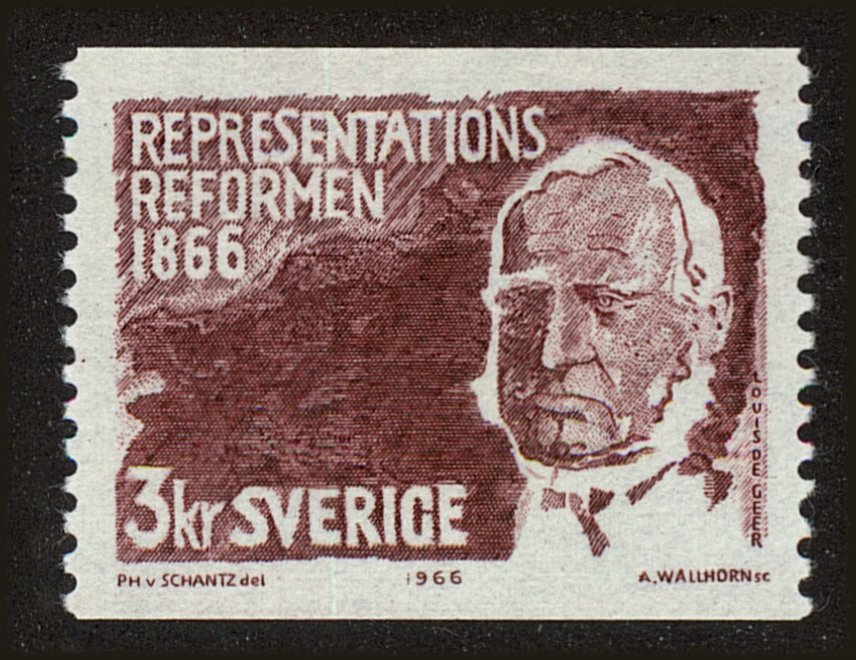 REPRESENTATIONS
REFORMEN
1866
LOUIS DE GEER
3kr SVERIGE
PH v SCHANTZ del 1966 A. WALLHORN sc